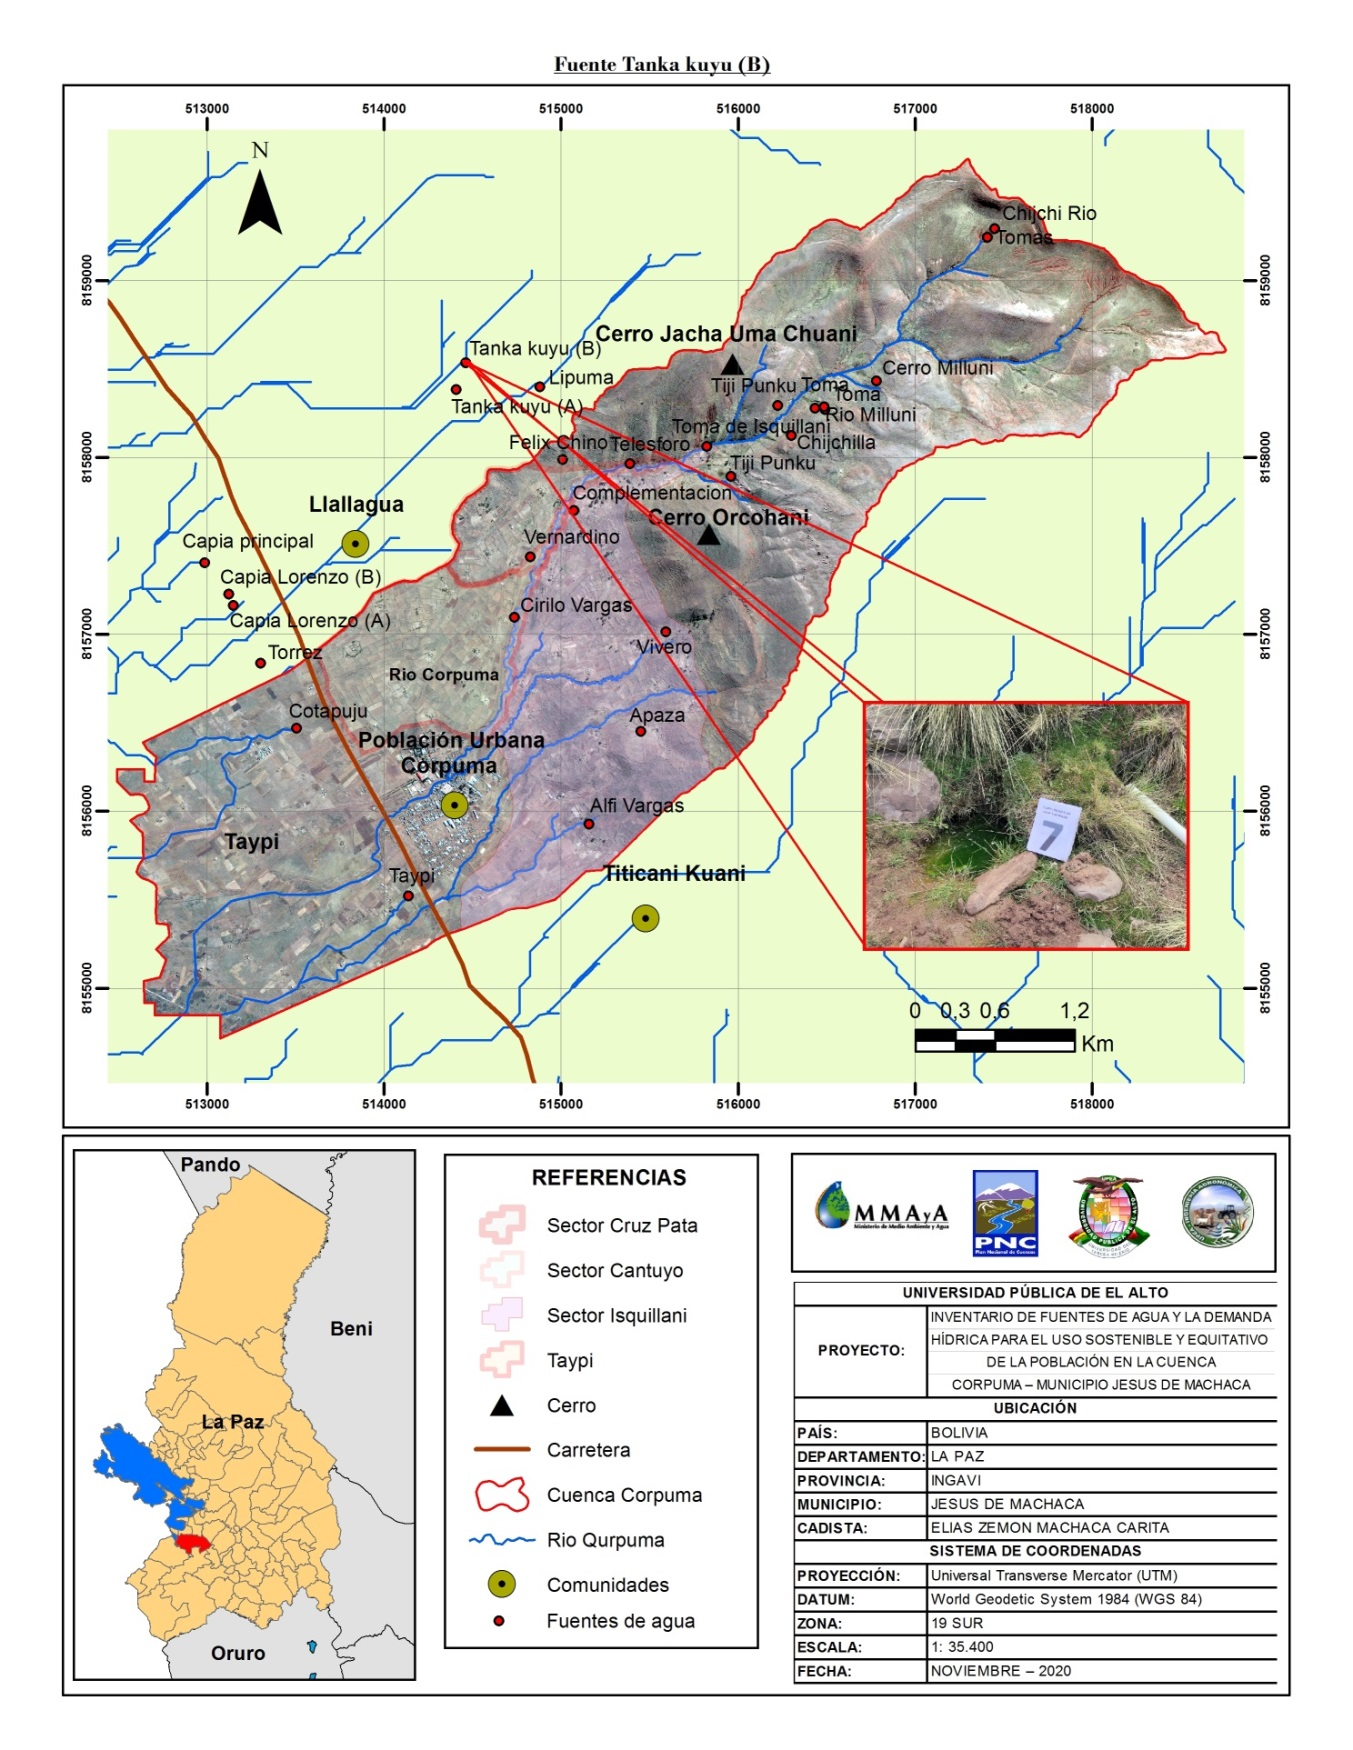 Fuente Tanka kuyu (B)
513000 514000 515000 516000 517000 518000
N
8159000
8159000
8158000
8158000
8157000
8157000
8156000
8156000
8155000
8155000
Chijchi Rio
Tomas
Cerro Jacha Uma Chuani
Tanka kuyu (B)
Lipuma
Tanka kuyu (A)
Cerro Milluni
Tiji Punku
Toma
Toma
Rio Milluni
Toma de Isquillani
Chijchilla
Felix Chino
Telesforo
Tiji Punku
Complementacion
Cerro Orcohani
Llallagua
Vernardino
Capia principal
Capia Lorenzo (B)
Capia Lorenzo (A)
Cirilo Vargas
Vivero
Torrez
Rio Corpuma
Cotapuju
Apaza
Población Urbana
Corpuma
Alfi Vargas
Taypi
Taypi
Titicani Kuani
7
0 0,3 0,6 1,2
Km
513000 514000 515000 516000 517000 518000
Pando
Beni
La Paz
Oruro
REFERENCIAS
Sector Cruz Pata
Sector Cantuyo
Sector Isquillani
Taypi
Cerro
Carretera
Cuenca Corpuma
Rio Qurpuma
Comunidades
Fuentes de agua
MMAyA
Ministerio de Medio Ambiente y Agua
PNC
Plan Nacional de Cuencas
UNIVERSIDAD PÚBLICA DE EL ALTO
PROYECTO:
INVENTARIO DE FUENTES DE AGUA Y LA DEMANDA
HÍDRICA PARA EL USO SOSTENIBLE Y EQUITATIVO
DE LA POBLACIÓN EN LA CUENCA
CORPUMA – MUNICIPIO JESUS DE MACHACA
UBICACIÓN
PAÍS: BOLIVIA
DEPARTAMENTO: LA PAZ
PROVINCIA: INGAVI
MUNICIPIO: JESUS DE MACHACA
CADISTA: ELIAS ZEMON MACHACA CARITA
SISTEMA DE COORDENADAS
PROYECCIÓN: Universal Transverse Mercator (UTM)
DATUM: World Geodetic System 1984 (WGS 84)
ZONA: 19 SUR
ESCALA: 1: 35.400
FECHA: NOVIEMBRE – 2020